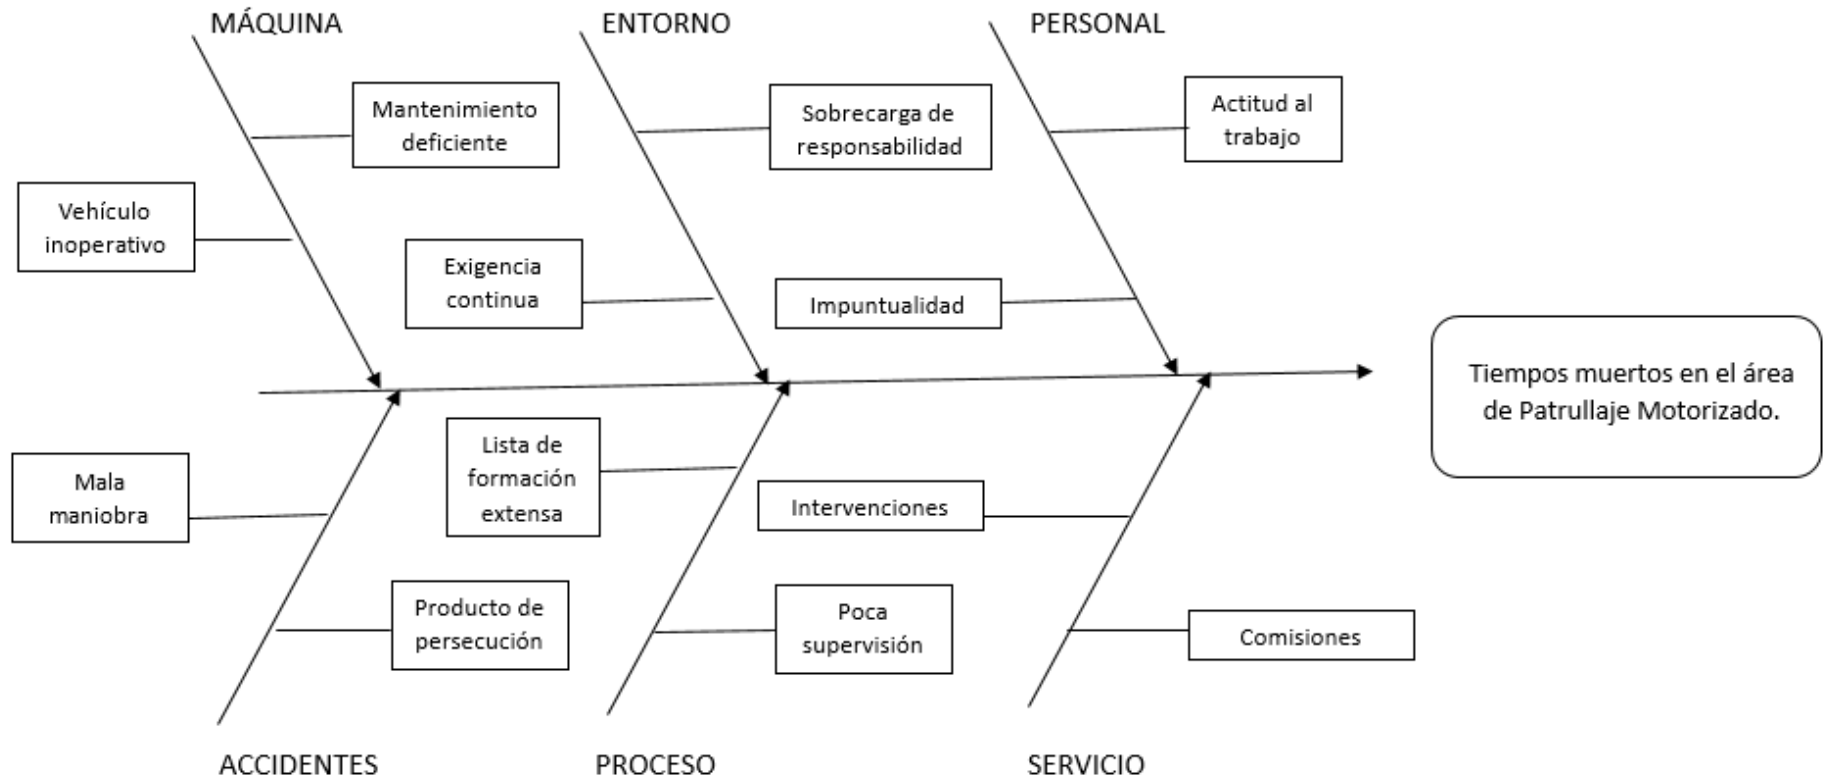 MÁQUINA
ENTORNO
PERSONAL
Mantenimiento
deficiente
Sobrecarga de
responsabilidad
Actitud al
trabajo
Vehículo
inoperativo
Exigencia
continua
Impuntualidad
Tiempos muertos en el área
de Patrullaje Motorizado.
Mala
maniobra
Lista de
formación
extensa
Intervenciones
Producto de
persecución
Poca
supervisión
Comisiones
ACCIDENTES
PROCESO
SERVICIO